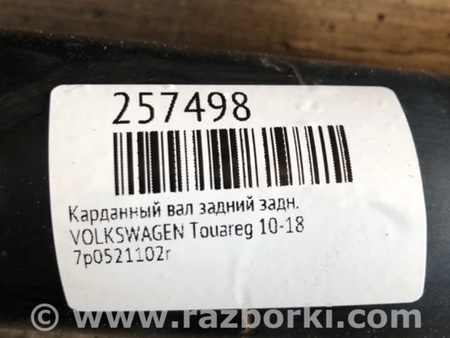 257498
Карданный вал задний задн.
VOLKSWAGEN Touareg 10-18
7p0521102r
© www.razborki.com